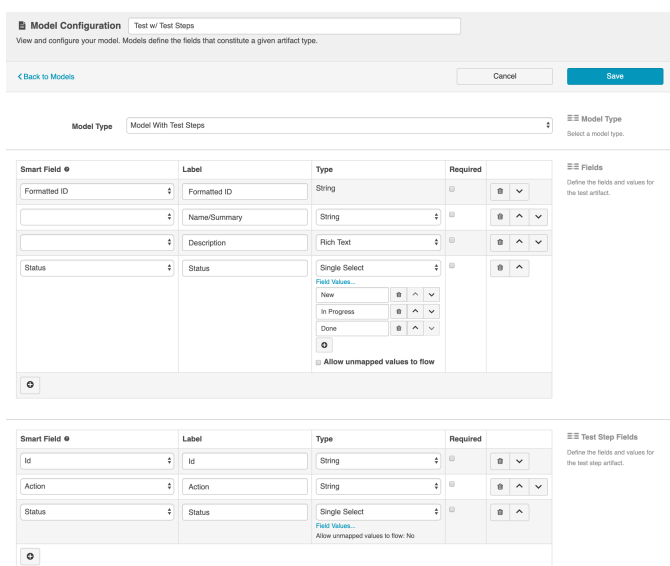 Model Configuration Test w/ Test Steps
View and configure your model. Models define the fields that constitute a given artifact type.
Back to Models Cancel Save
Model Type Model With Test Steps
Model Type
Select a model type.
Smart Field Label Type Required
Formatted ID Formatted ID String
Name/Summary String
Description Rich Text
Status Status Single Select
Field Values...
New
In Progress
Done
Allow unmapped values to flow
Fields
Define the fields and values for
the test artifact.
Smart Field Label Type Required
Id Id String
Action Action String
Status Status Single Select
Field Values...
Allow unmapped values to flow: No
Test Step Fields
Define the fields and values for
the test step artifact.